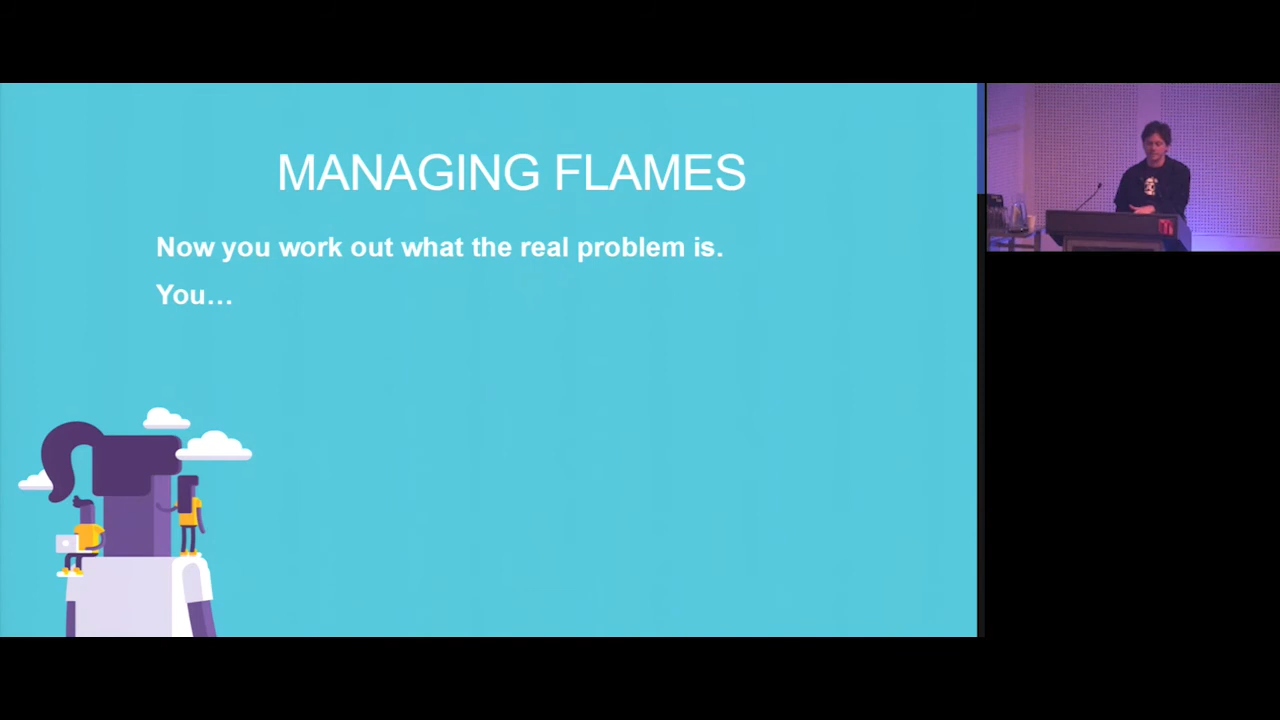 MANAGING FLAMES
Now you work out what the real problem is.
You…